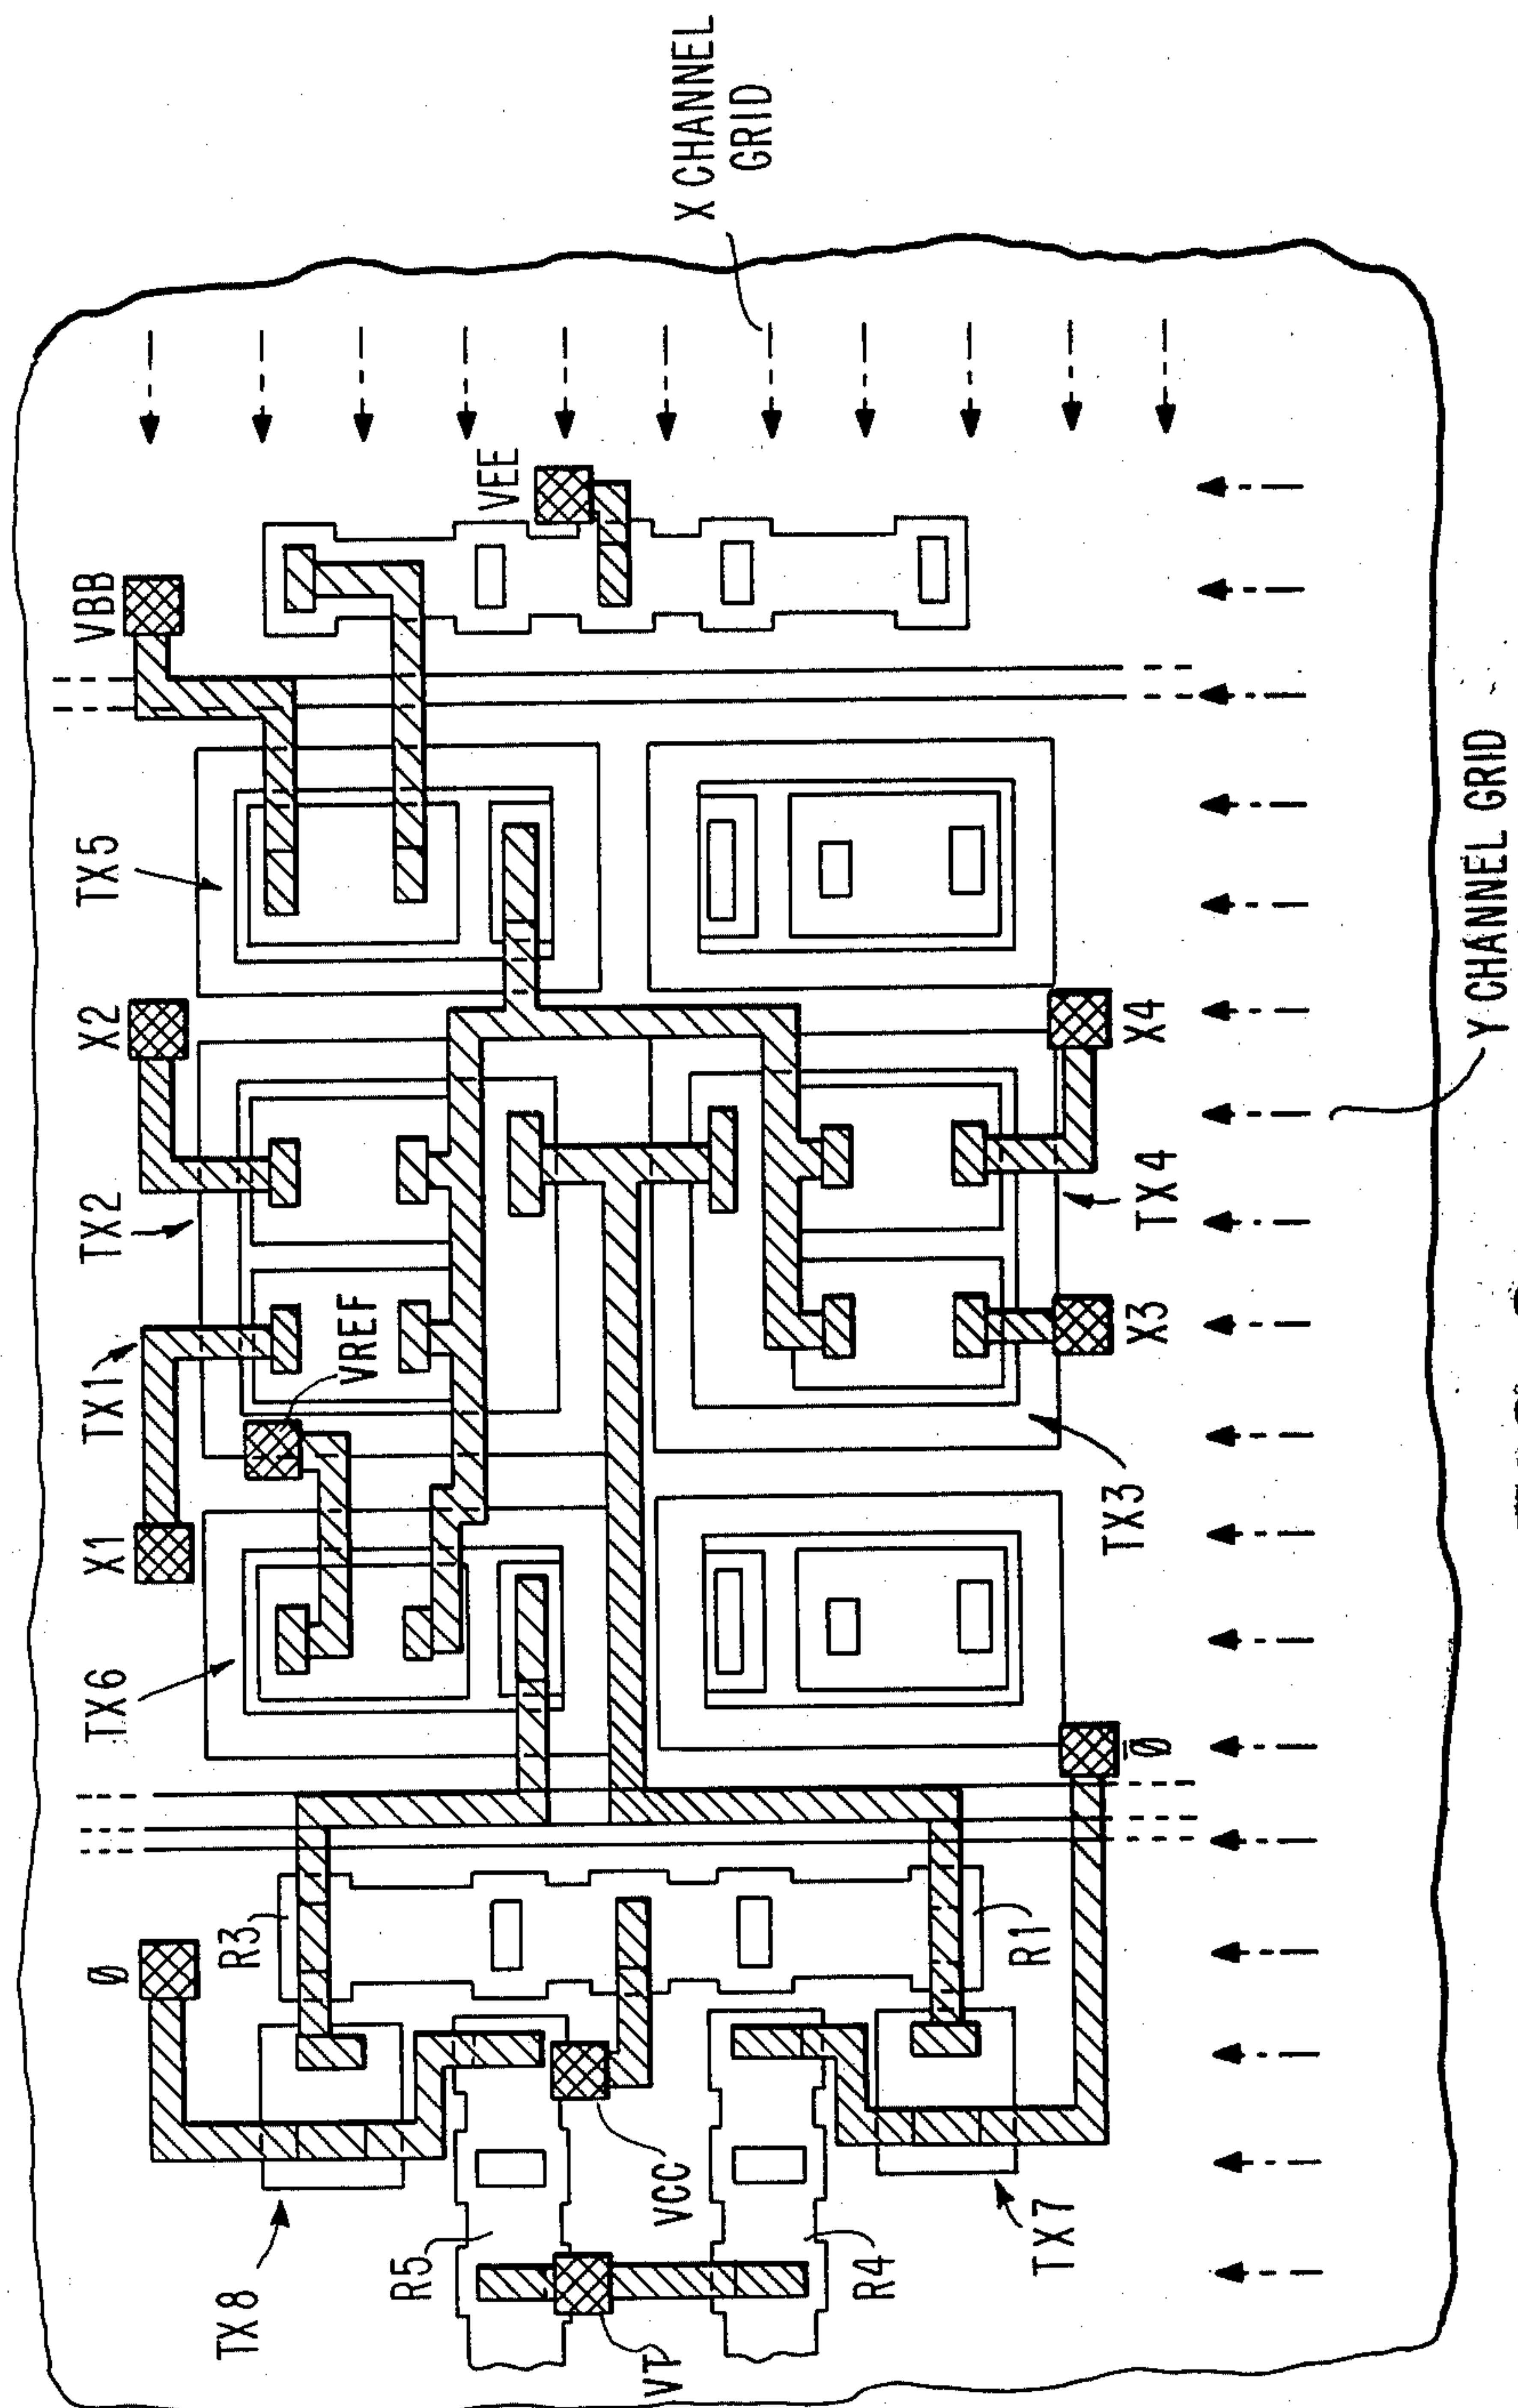 X CHANNEL
GRID
VEE
VBB
TX5
X2
TX2
TX1
VREF
X1
TX6
Ø
R3
TX8
R5
VT
VCC
R4
TX7
R1
Ø̅
TX3
X3
TX4
X4
Y CHANNEL GRID